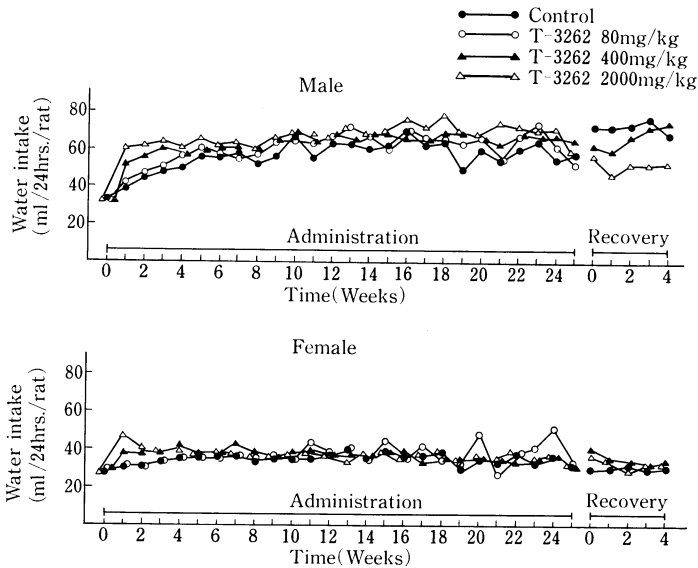 Control
T-3262 80mg/kg
T-3262 400mg/kg
T-3262 2000mg/kg
Male
Water intake
(ml/24hrs./rat)
80
60
40
20
Administration
Recovery
0 2 4 6 8 10 12 14 16 18 20 22 24
0 2 4
Time(Weeks)
Female
Water intake
(ml/24hrs./rat)
80
60
40
20
Administration
Recovery
0 2 4 6 8 10 12 14 16 18 20 22 24
0 2 4
Time(Weeks)